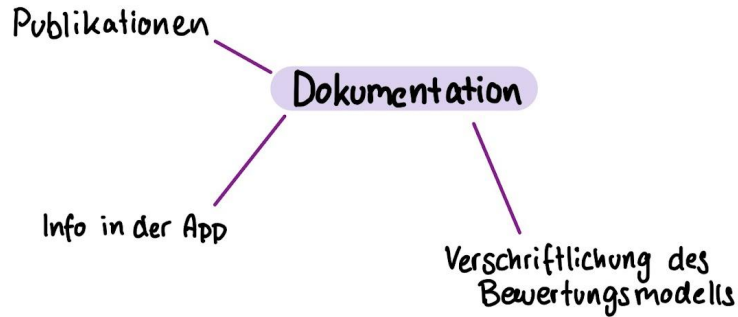 Publikationen
Dokumentation
Info in der App
Verschriftlichung des
Bewertungsmodells